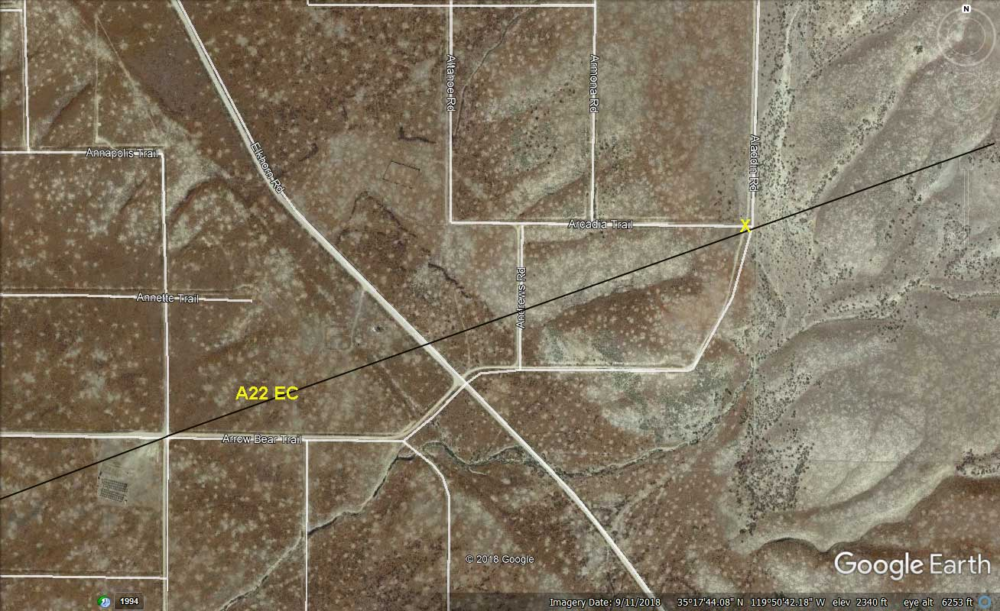 N
Altahoe Rd
Armona Rd
Aladdin Rd
Elkhorn Rd
Annapolis Trail
Arcadia Trail
X
Andrews Rd
Annette Trail
A22 EC
Arrow Bear Trail
© 2018 Google
Google Earth
1994
Imagery Date: 9/11/2018 35°17'44.08" N 119°50'42.18" W elev 2340 ft eye alt 6253 ft